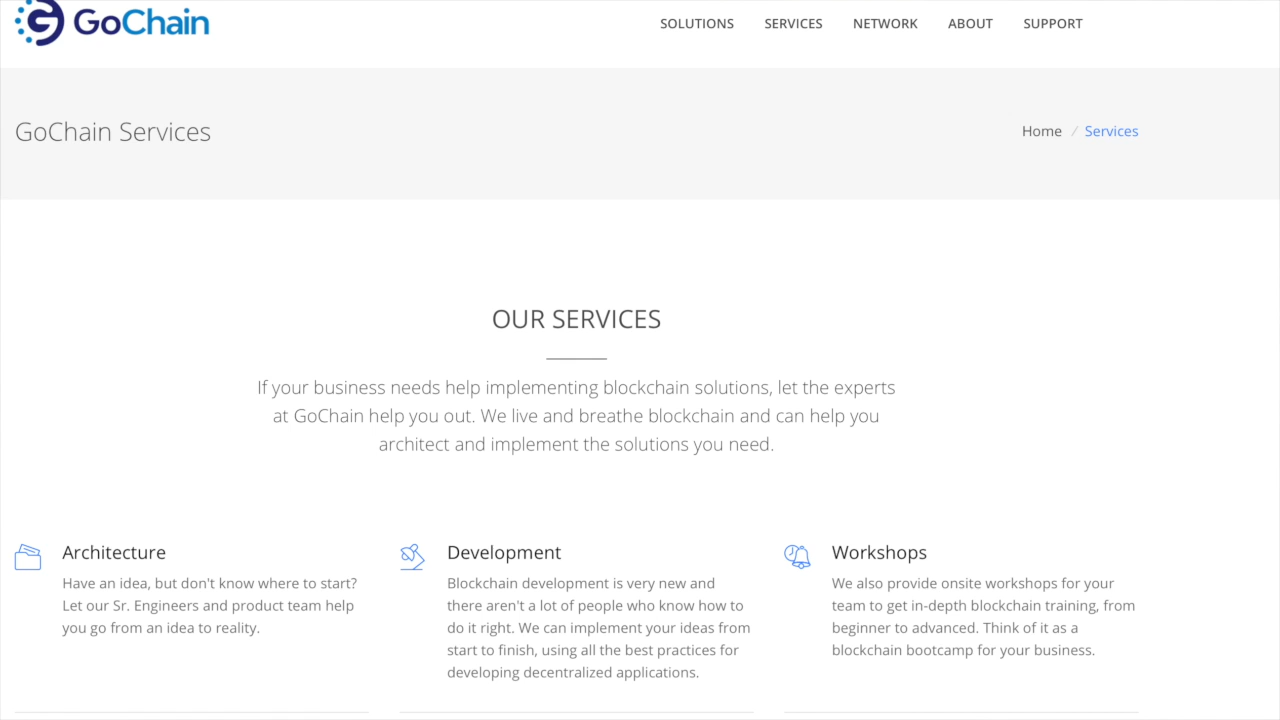 GoChain
SOLUTIONS SERVICES NETWORK ABOUT SUPPORT
GoChain Services
Home / Services
OUR SERVICES
If your business needs help implementing blockchain solutions, let the experts
at GoChain help you out. We live and breathe blockchain and can help you
architect and implement the solutions you need.
Architecture
Have an idea, but don't know where to start?
Let our Sr. Engineers and product team help
you go from an idea to reality.
Development
Blockchain development is very new and
there aren't a lot of people who know how to
do it right. We can implement your ideas from
start to finish, using all the best practices for
developing decentralized applications.
Workshops
We also provide onsite workshops for your
team to get in-depth blockchain training, from
beginner to advanced. Think of it as a
blockchain bootcamp for your business.